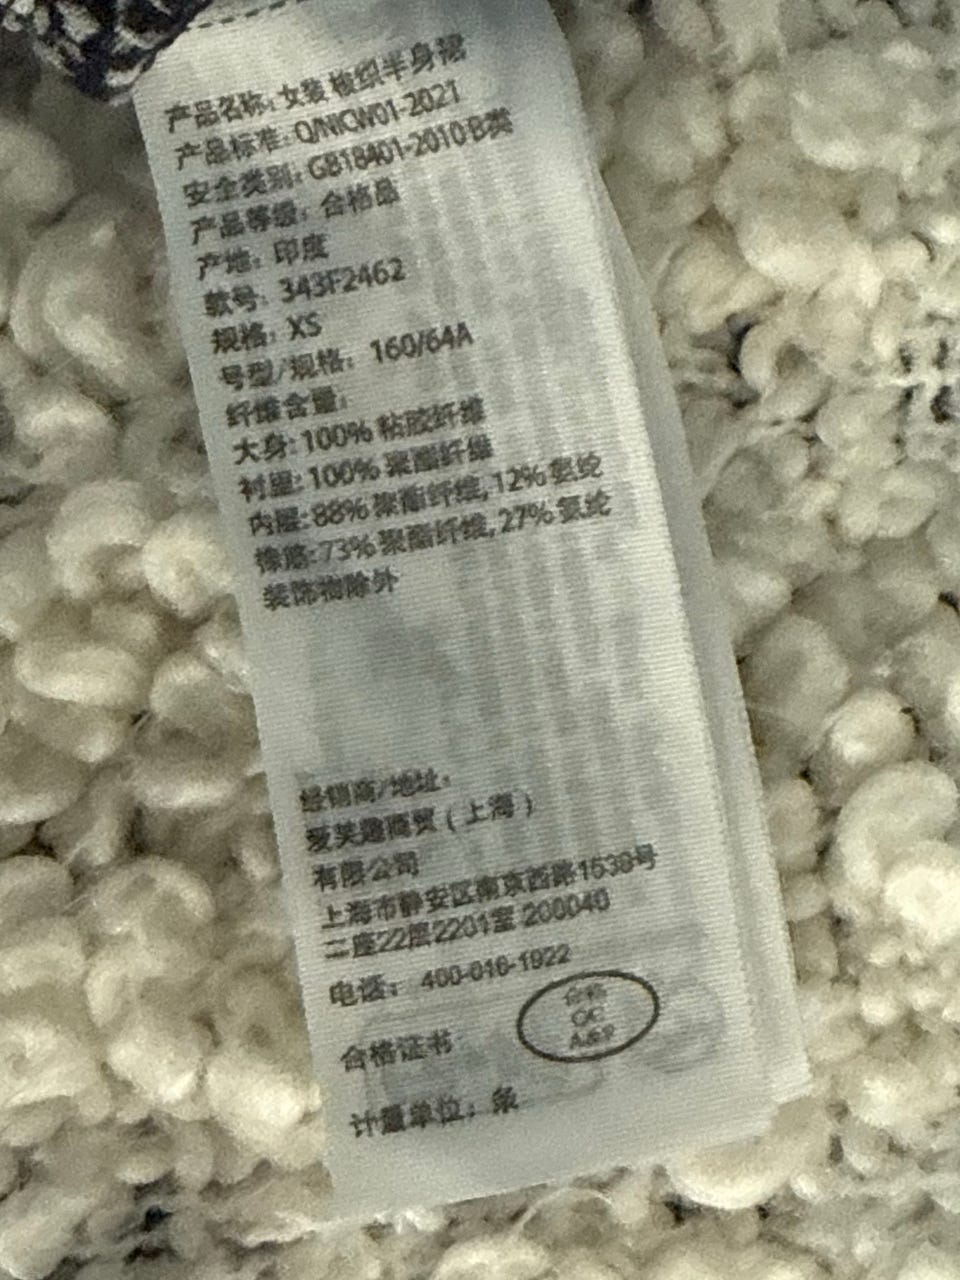 产品名称：女装 梭织半身裙
产品标准：Q/NICW01-2021
安全类别：GB18401-2010 B类
产品等级：合格品
产地：印度
款号：343F2462
规格：XS
号型/规格：160/64A
纤维含量：
大身：100% 粘胶纤维
衬里：100% 聚酯纤维
内层：88% 聚酯纤维, 12% 氨纶
橡筋：73% 聚酯纤维, 27% 氨纶
装饰物除外
经销商/地址：
爱芙趣商贸（上海）
有限公司
上海市静安区南京西路1538号
二座22层2201室 200040
电话：400-016-1922
合格证书
合格
QC
A&F
计量单位：条